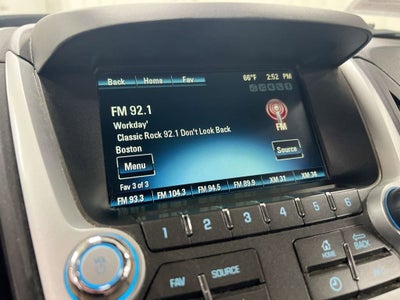 Back Home Fav 66°F 2:52 PM
FM 92.1
Workday'
Classic Rock 92.1 Don't Look Back
Boston
FM
Menu
Source
Fav 3 of 3
FM 93.3 FM 104.3 FM 94.5 FM 89.9 XM 31 XM 34
1 2 3 4 5 6
FAV SOURCE
HOME
BACK